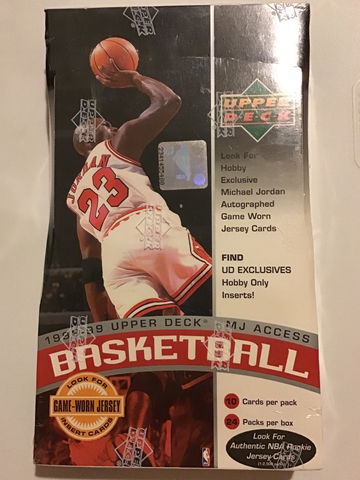 UPPER
DECK
Look For
Hobby
Exclusive
Michael Jordan
Autographed
Game Worn
Jersey Cards
JORDAN
23
FIND
UD EXCLUSIVES
Hobby Only
Inserts!
UPPER DECK MJ ACCESS
BASKETBALL
LOOK FOR
GAME-WORN JERSEY
INSERT CARDS
10 Cards per pack
24 Packs per box
Look For
Authentic NBA Rookie
Jersey Cards
NBA